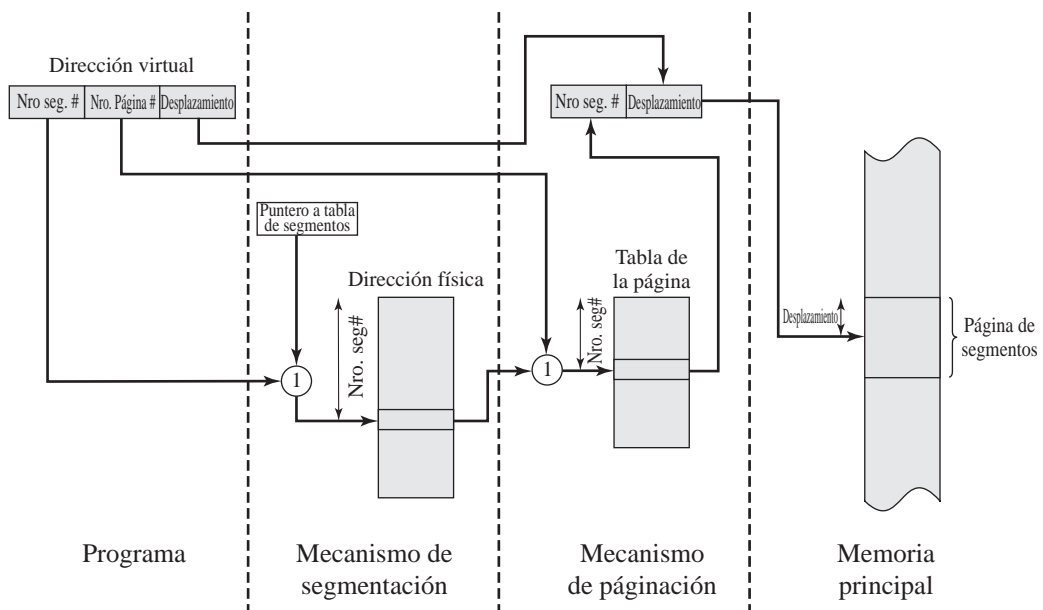 Dirección virtual
Nro seg. #
Nro. Página #
Desplazamiento
Nro seg. #
Desplazamiento
Puntero a tabla
de segmentos
Dirección física
Nro. seg#
1
Tabla de
la página
Nro. seg#
1
Desplazamiento
Página de
segmentos
Programa
Mecanismo de
segmentación
Mecanismo
de páginación
Memoria
principal